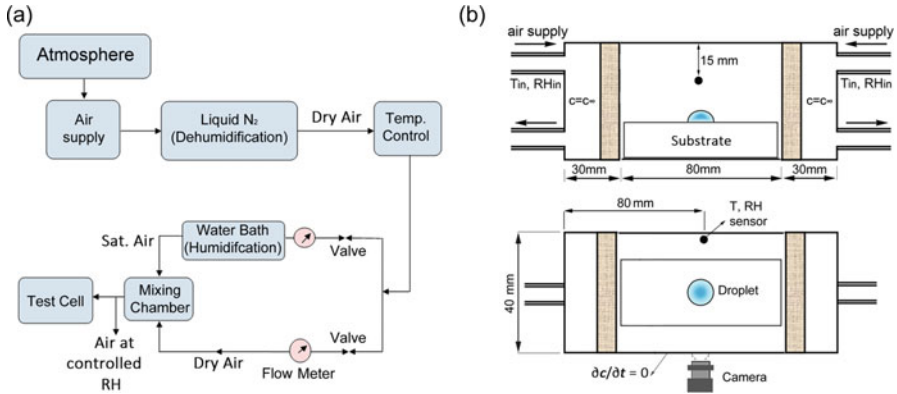 (a)
Atmosphere
Air
supply
Liquid N₂
(Dehumidification)
Dry Air
Temp.
Control
Sat. Air
Water Bath
(Humidifcation)
Valve
Test Cell
Mixing
Chamber
Valve
Air at
controlled
RH
Dry Air
Flow Meter
(b)
air supply
air supply
15 mm
Tin, RHin
Tin, RHin
c=c∞
c=c∞
Substrate
30mm
80mm
30mm
80 mm
T, RH
sensor
40 mm
Droplet
∂c/∂t = 0
Camera